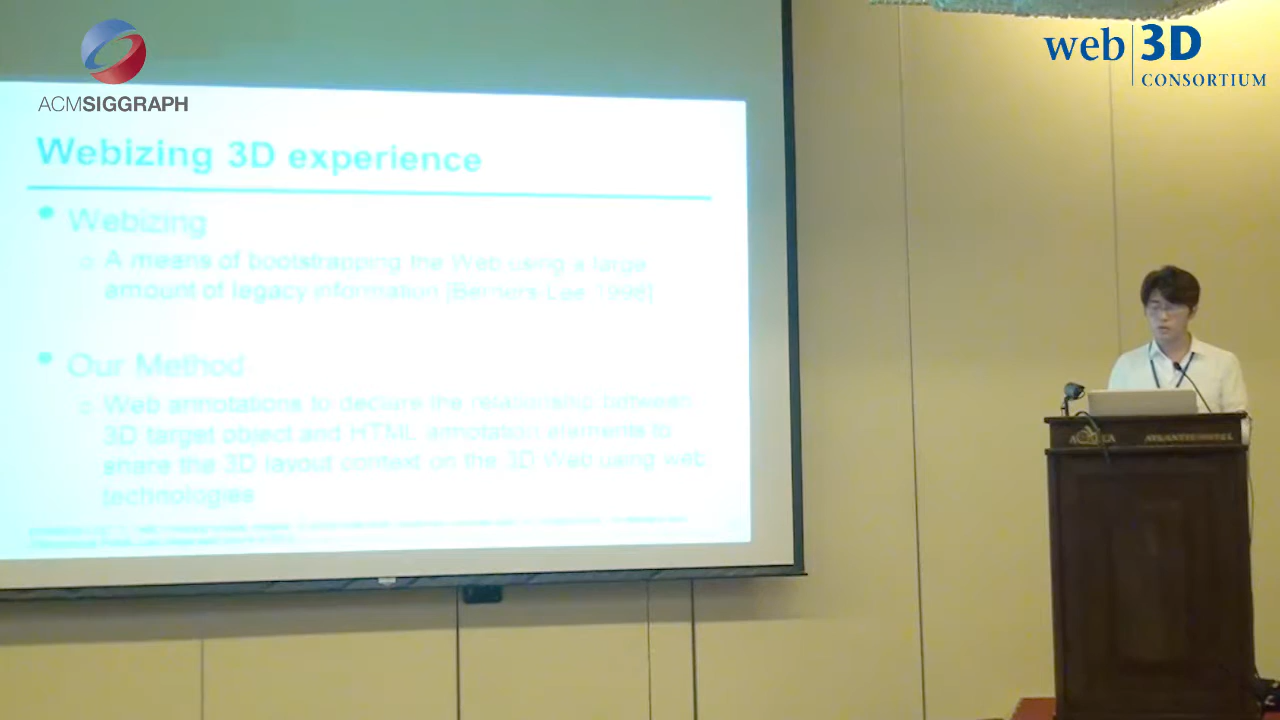 ACMSIGGRAPH
web 3D
CONSORTIUM
Webizing 3D experience
• Webizing
o A means of bootstrapping the Web using a large
amount of legacy information [Berners-Lee 1998]
• Our Method
o Web annotations to declare the relationship between
3D target object and HTML annotation elements to
share the 3D layout context on the 3D Web using web
technologies